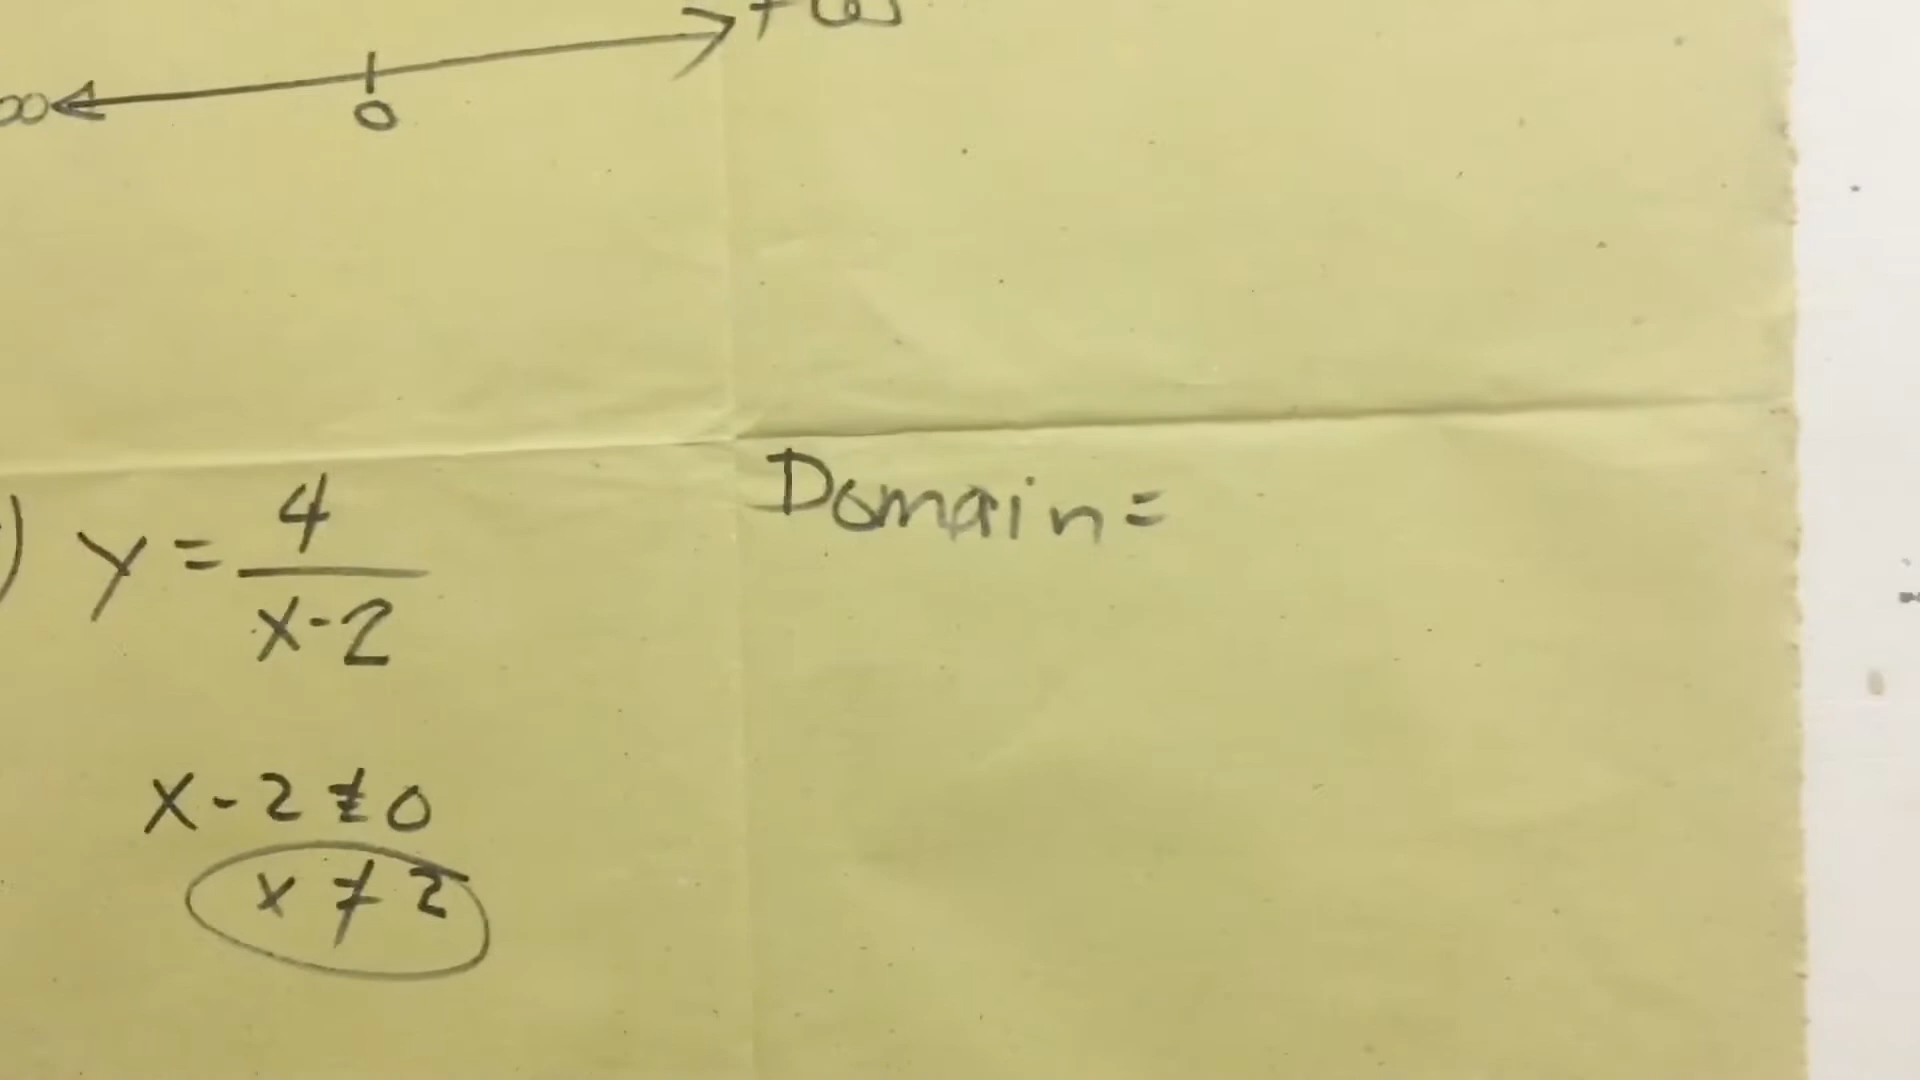 +∞
∞ 0
) y = 4/(x-2)
Domain =
x - 2 ≠ 0
x ≠ 2